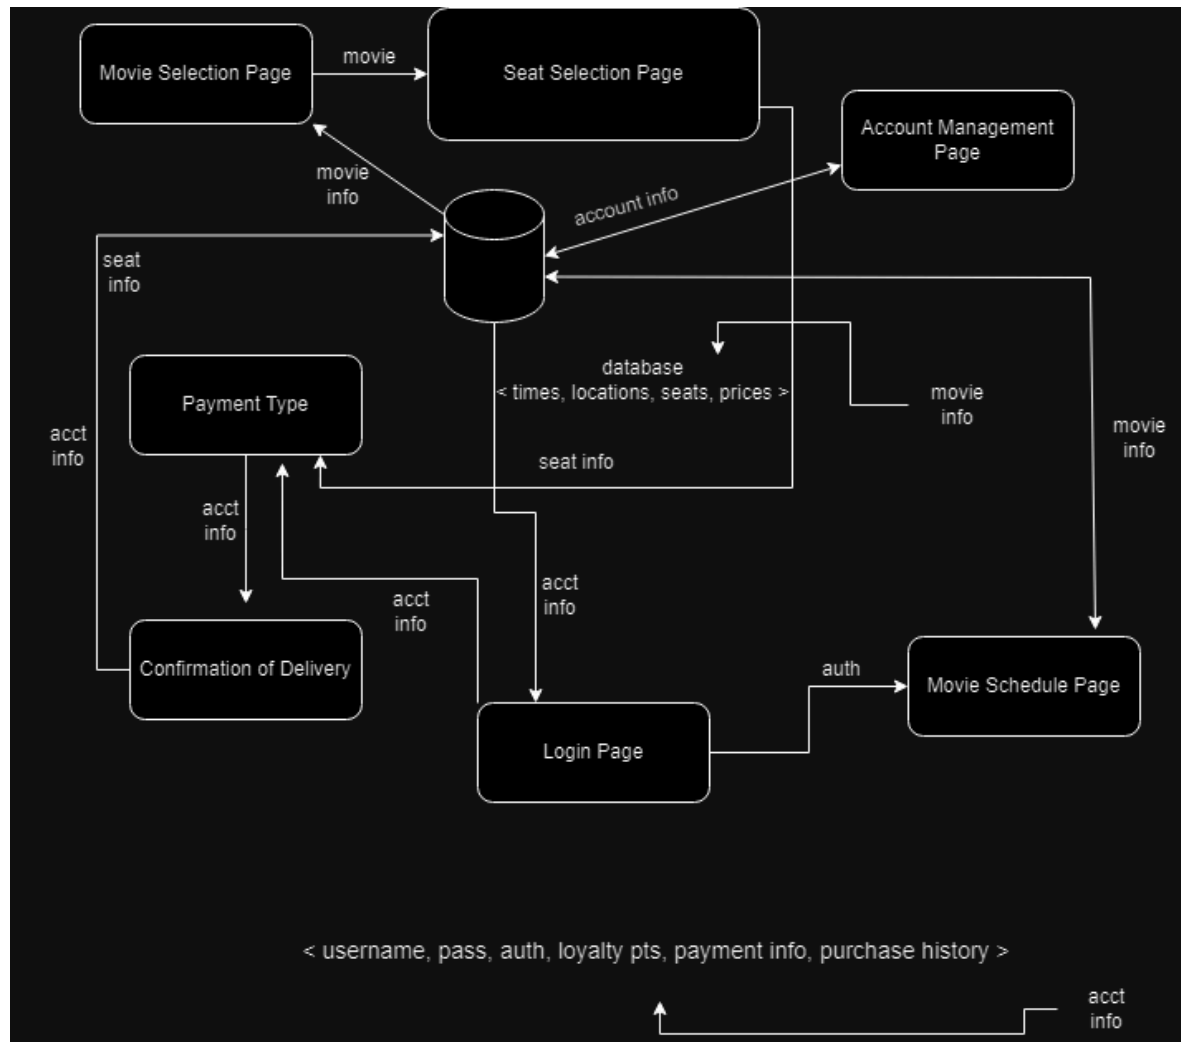 movie
Movie Selection Page
Seat Selection Page
Account Management
Page
movie
info
account info
seat
info
database
< times, locations, seats, prices >
Payment Type
movie
info
movie
info
acct
info
seat info
acct
info
acct
info
acct
info
Confirmation of Delivery
auth
Movie Schedule Page
Login Page
< username, pass, auth, loyalty pts, payment info, purchase history >
acct
info